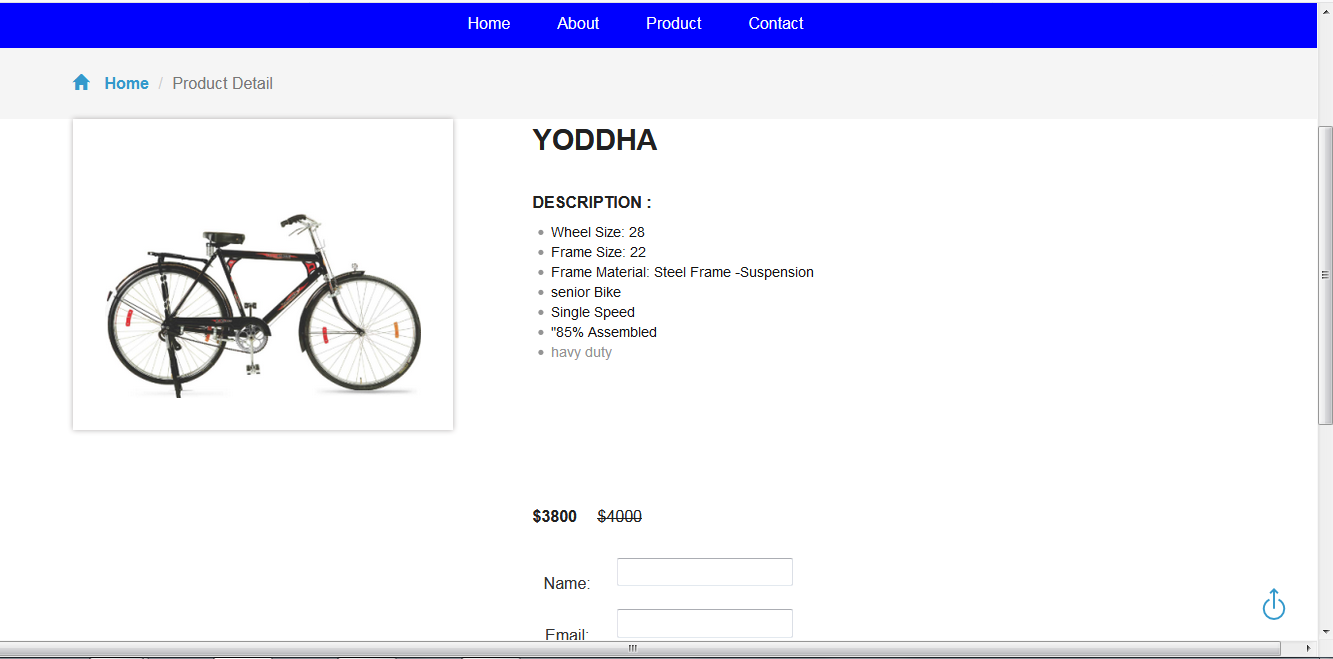 Home About Product Contact
Home / Product Detail
YODDHA
DESCRIPTION :
Wheel Size: 28
Frame Size: 22
Frame Material: Steel Frame -Suspension
senior Bike
Single Speed
"85% Assembled
havy duty
$3800 $4000
Name:
Email: